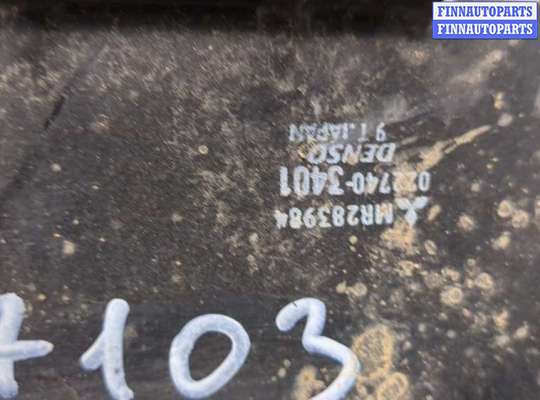 FINNAUTOPARTS
FINNAUTOPARTS
MR283984
022740-3401
DENSO
9 T JAPAN
+103